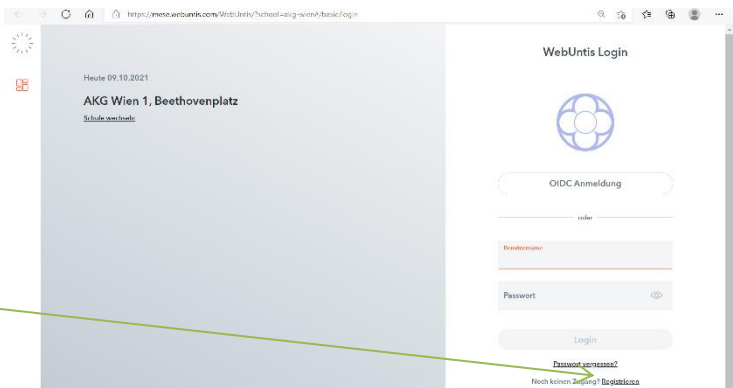 https://mese.webuntis.com/WebUntis/?school=akg-wien#/basic/login
Heute 09.10.2021
AKG Wien 1, Beethovenplatz
Schule wechseln
WebUntis Login
OIDC Anmeldung
oder
Benutzername
Passwort
Login
Passwort vergessen?
Noch keinen Zugang? Registrieren